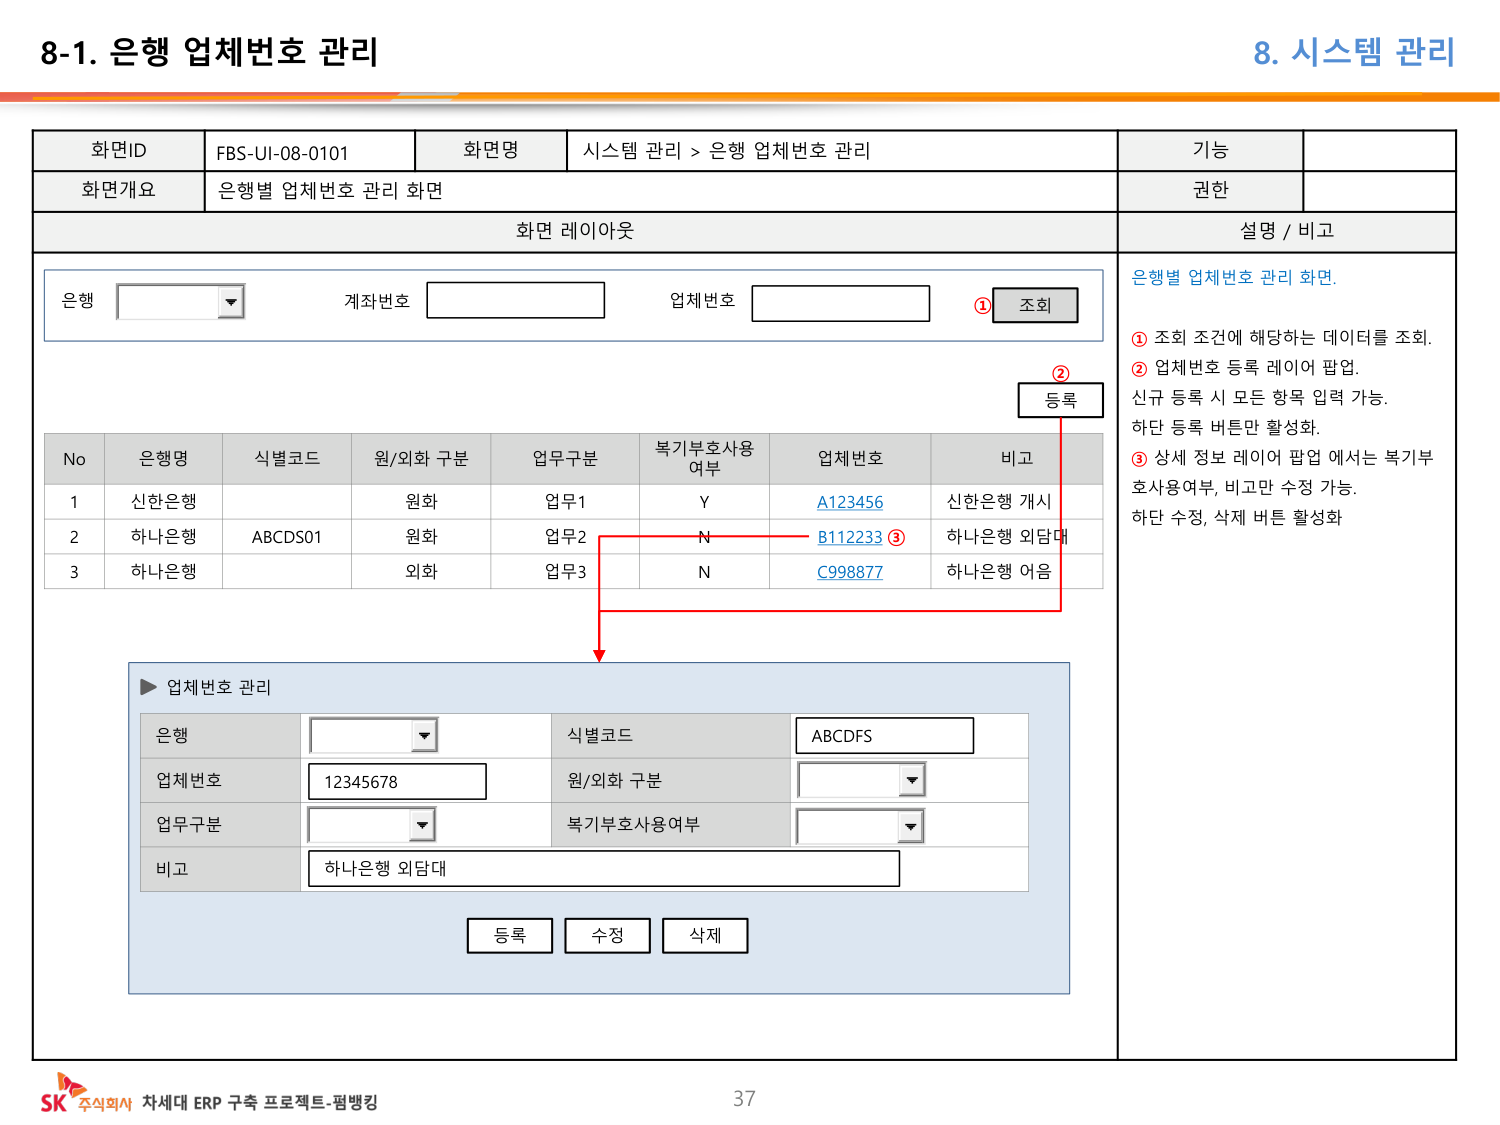 8-1. 은행 업체번호 관리
8. 시스템 관리
화면ID FBS-UI-08-0101 화면명 시스템 관리 > 은행 업체번호 관리 기능
화면개요 은행별 업체번호 관리 화면 권한
화면 레이아웃 설명 / 비고
은행 계좌번호 업체번호 ① 조회
②
등록
No 은행명 식별코드 원/외화 구분 업무구분 복기부호사용 여부 업체번호 비고
1 신한은행 원화 업무1 Y A123456 신한은행 개시
2 하나은행 ABCDS01 원화 업무2 N B112233 ③ 하나은행 외담대
3 하나은행 외화 업무3 N C998877 하나은행 어음
▶ 업체번호 관리
은행 식별코드 ABCDFS
업체번호 12345678 원/외화 구분
업무구분 복기부호사용여부
비고 하나은행 외담대
등록 수정 삭제
은행별 업체번호 관리 화면.
① 조회 조건에 해당하는 데이터를 조회.
② 업체번호 등록 레이어 팝업.
신규 등록 시 모든 항목 입력 가능.
하단 등록 버튼만 활성화.
③ 상세 정보 레이어 팝업 에서는 복기부
호사용여부, 비고만 수정 가능.
하단 수정, 삭제 버튼 활성화
SK 주식회사 차세대 ERP 구축 프로젝트-펌뱅킹
37